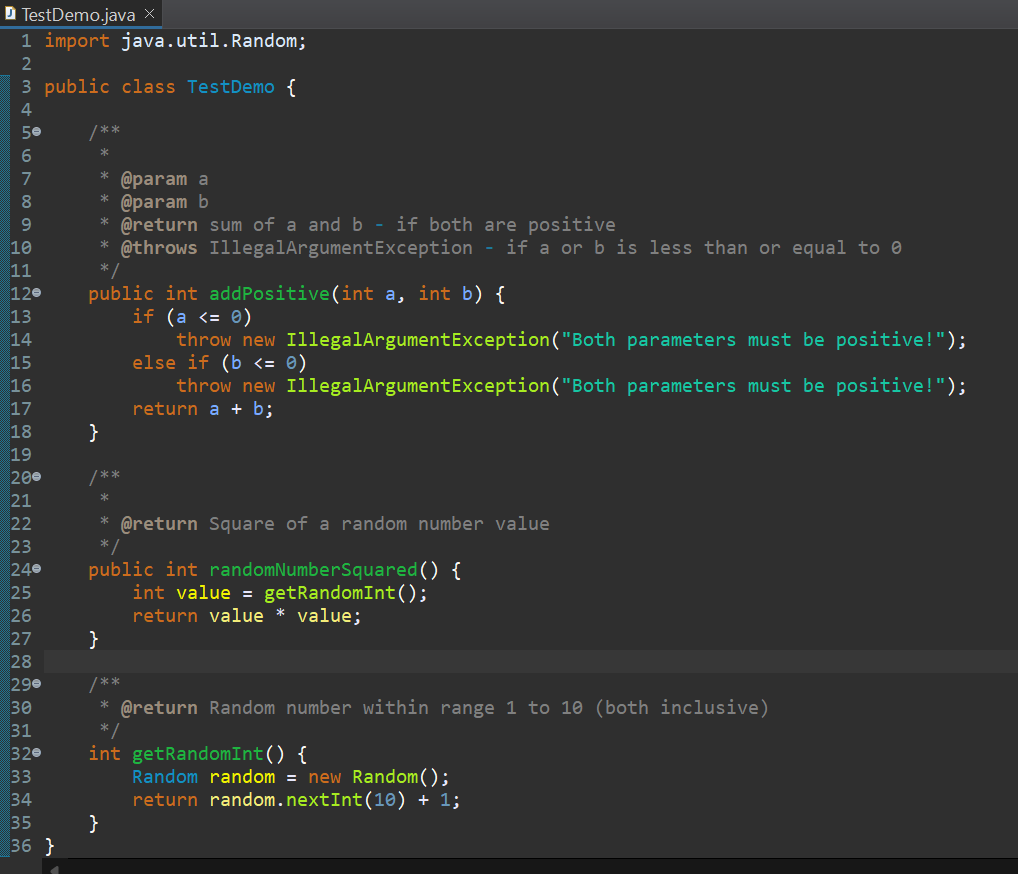 TestDemo.java
1 import java.util.Random;
2
3 public class TestDemo {
4
5     /**
6      *
7      * @param a
8      * @param b
9      * @return sum of a and b - if both are positive
10      * @throws IllegalArgumentException - if a or b is less than or equal to 0
11      */
12     public int addPositive(int a, int b) {
13         if (a <= 0)
14             throw new IllegalArgumentException("Both parameters must be positive!");
15         else if (b <= 0)
16             throw new IllegalArgumentException("Both parameters must be positive!");
17         return a + b;
18     }
19
20     /**
21      *
22      * @return Square of a random number value
23      */
24     public int randomNumberSquared() {
25         int value = getRandomInt();
26         return value * value;
27     }
28
29     /**
30      * @return Random number within range 1 to 10 (both inclusive)
31      */
32     int getRandomInt() {
33         Random random = new Random();
34         return random.nextInt(10) + 1;
35     }
36 }